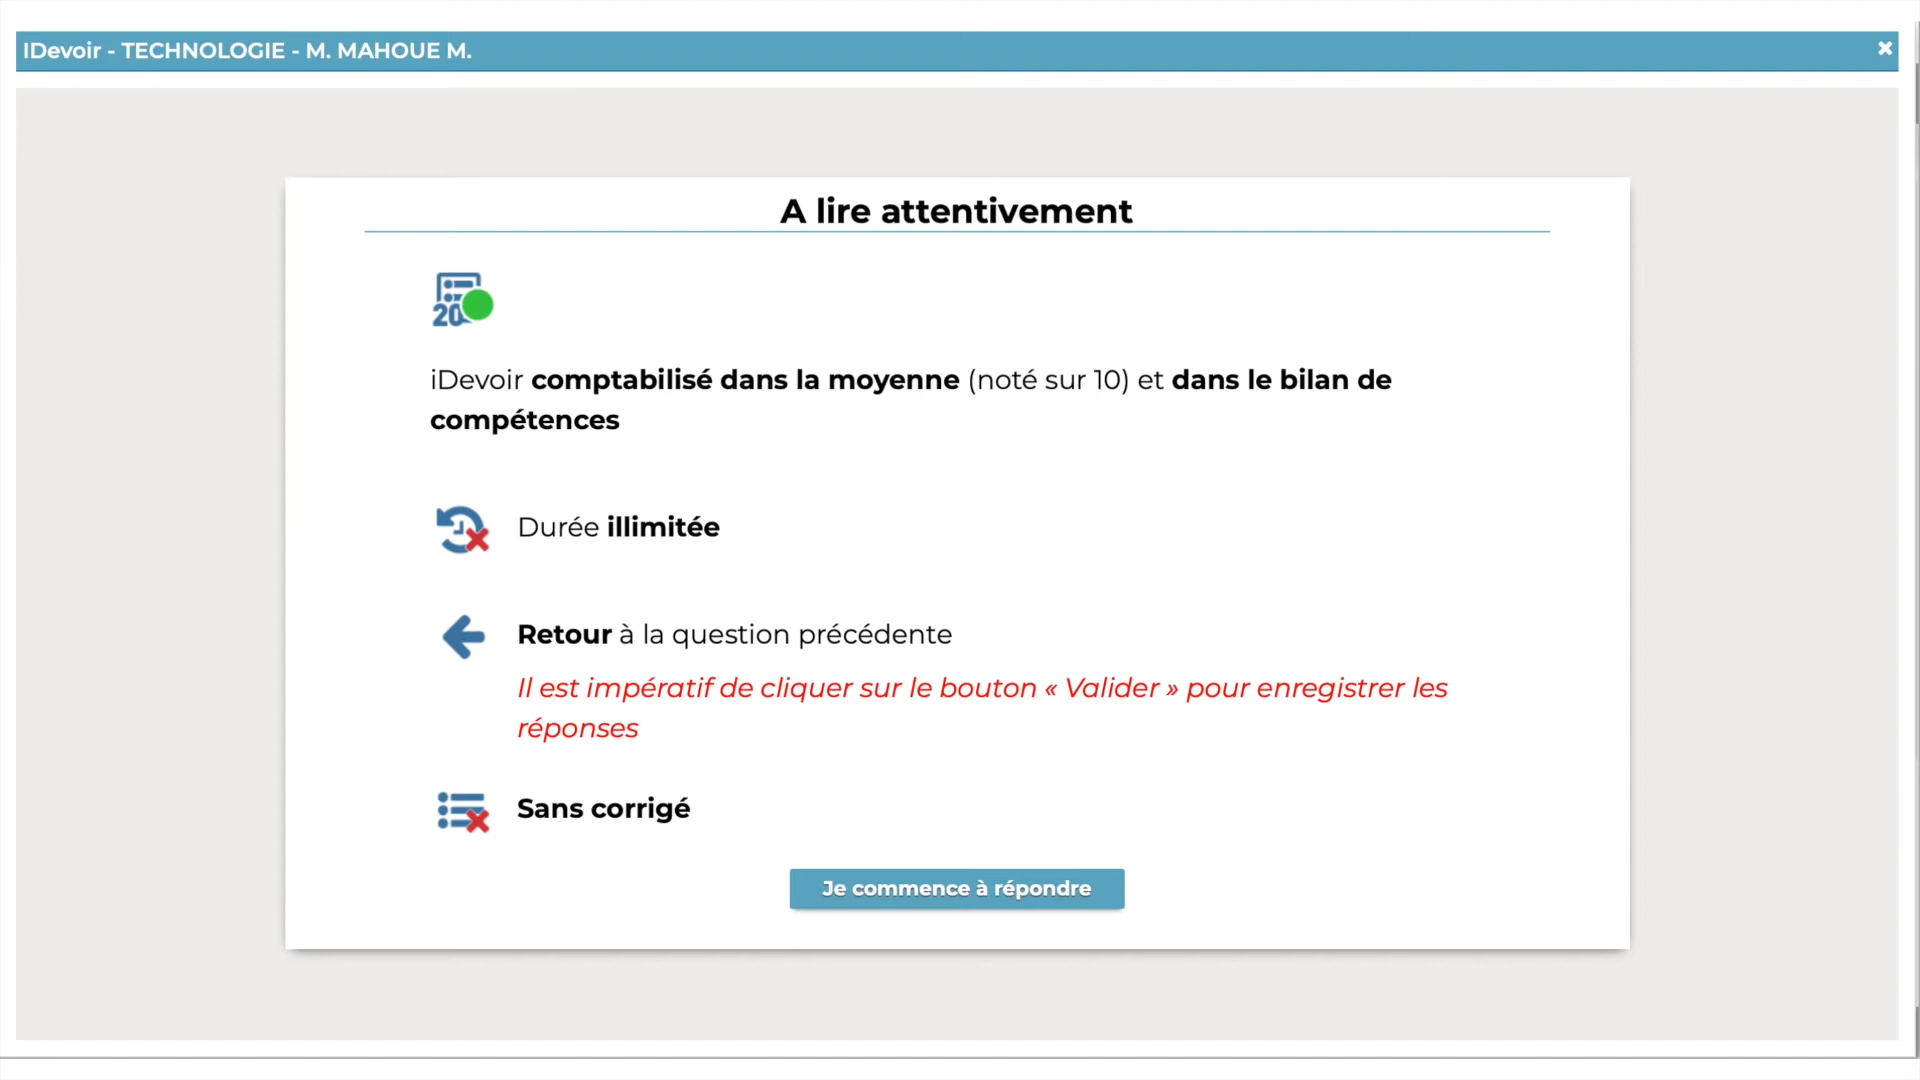 IDevoir - TECHNOLOGIE - M. MAHOUE M.
A lire attentivement
20
iDevoir comptabilisé dans la moyenne (noté sur 10) et dans le bilan de
compétences
Durée illimitée
Retour à la question précédente
Il est impératif de cliquer sur le bouton « Valider » pour enregistrer les
réponses
Sans corrigé
Je commence à répondre